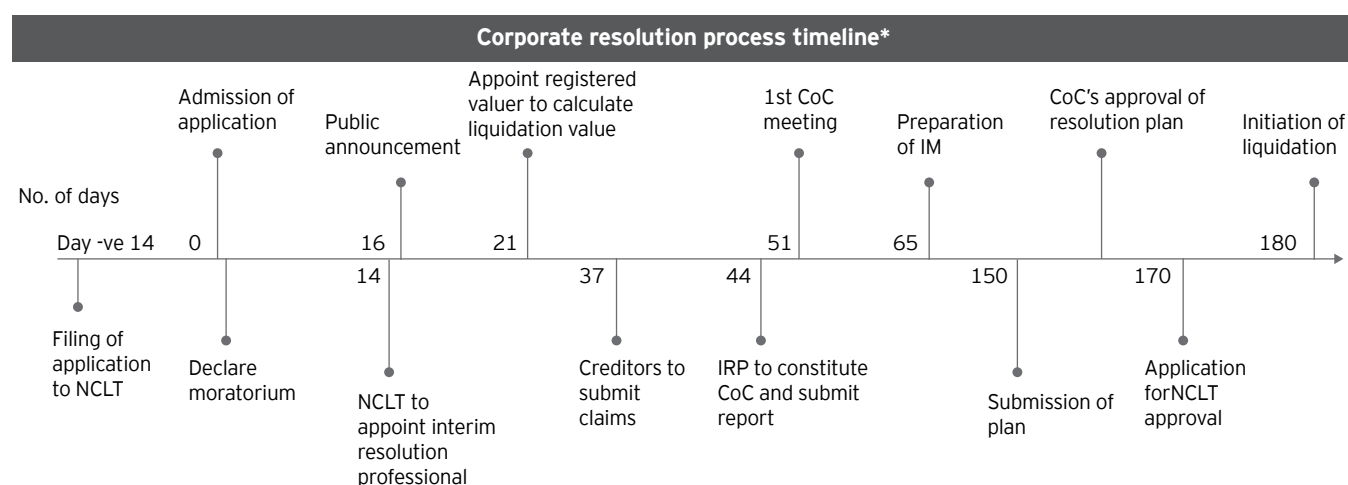 Corporate resolution process timeline*
Admission of
application
Public
announcement
Appoint registered
valuer to calculate
liquidation value
1st CoC
meeting
Preparation
of IM
CoC's approval of
resolution plan
Initiation of
liquidation
No. of days
Day -ve 14
0
16
21
51
65
180
14
37
44
150
170
Filing of
application
to NCLT
Declare
moratorium
NCLT to
appoint interim
resolution
professional
Creditors to
submit
claims
IRP to constitute
CoC and submit
report
Submission of
plan
Application
forNCLT
approval